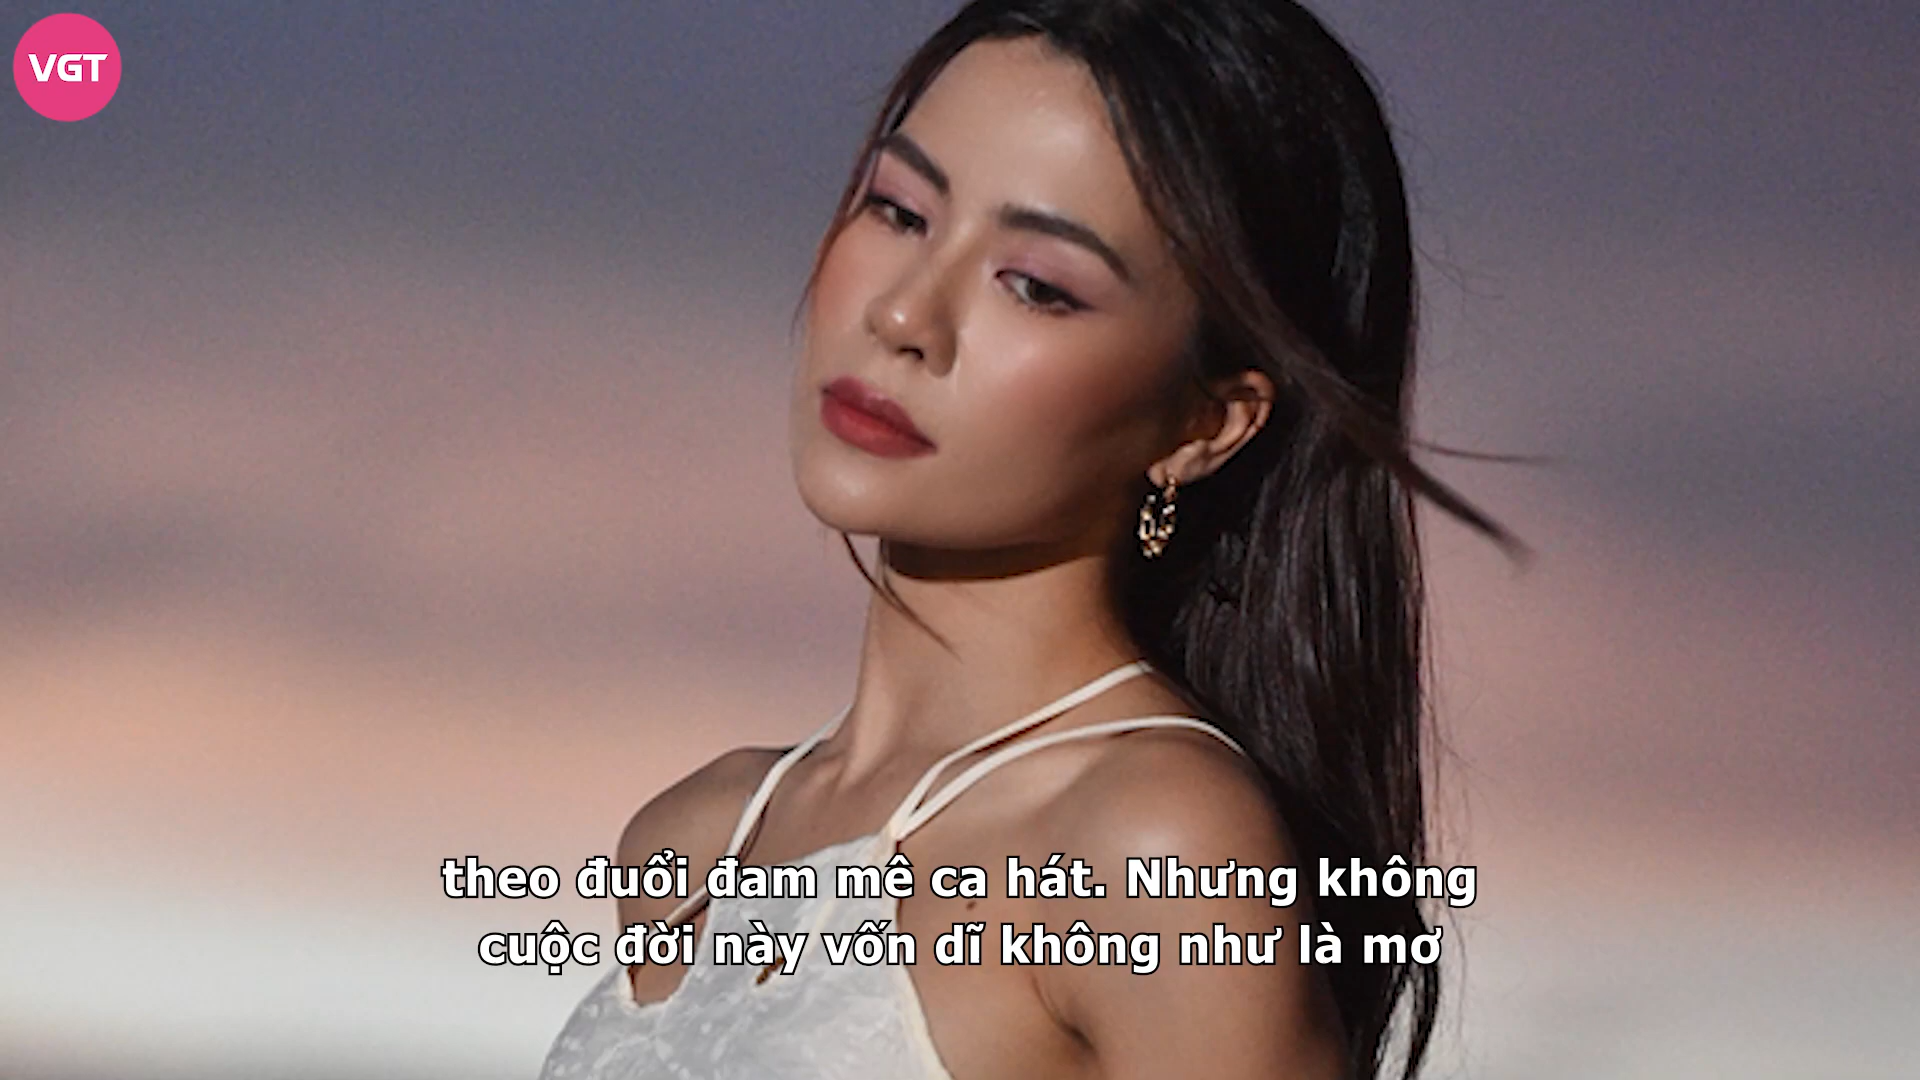 VGT
theo đuổi đam mê ca hát. Nhưng không
cuộc đời này vốn dĩ không như là mơ